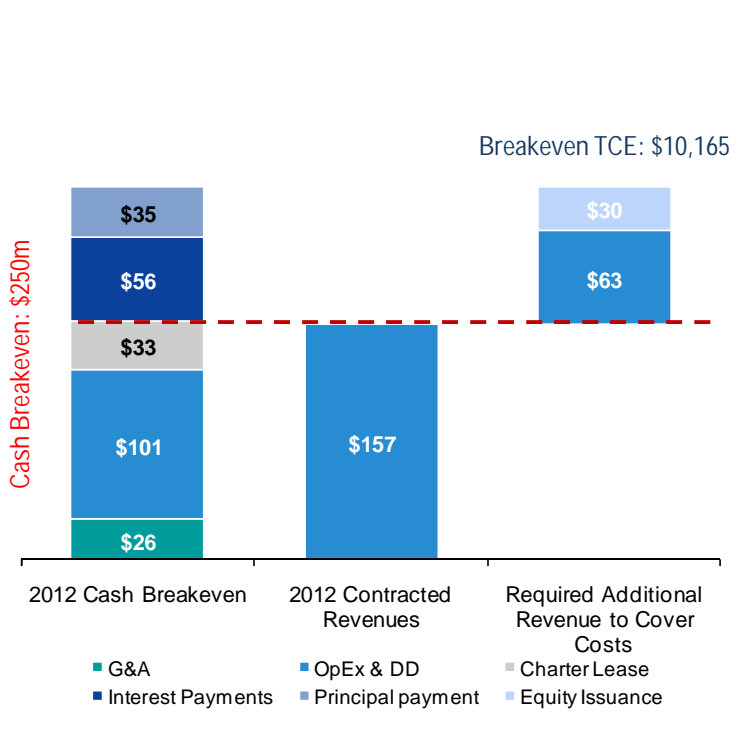 Breakeven TCE: $10,165
Cash Breakeven: $250m
$35
$56
$33
$101
$26
$157
$30
$63
2012 Cash Breakeven
2012 Contracted
Revenues
Required Additional
Revenue to Cover
Costs
G&A
OpEx & DD
Charter Lease
Interest Payments
Principal payment
Equity Issuance